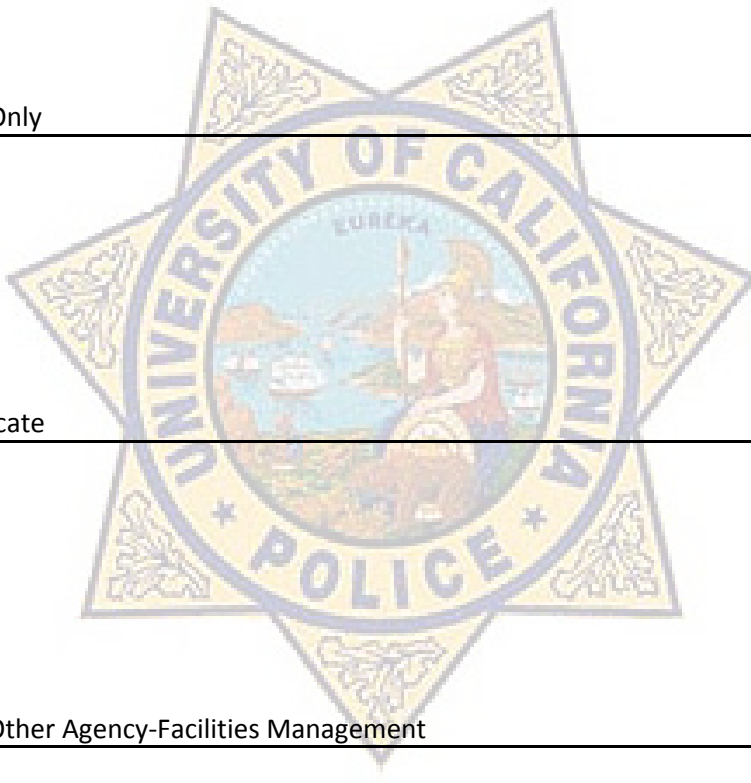 Only
UNIVERSITY OF CALIFORNIA
EUREKA
cate
POLICE
Other Agency-Facilities Management